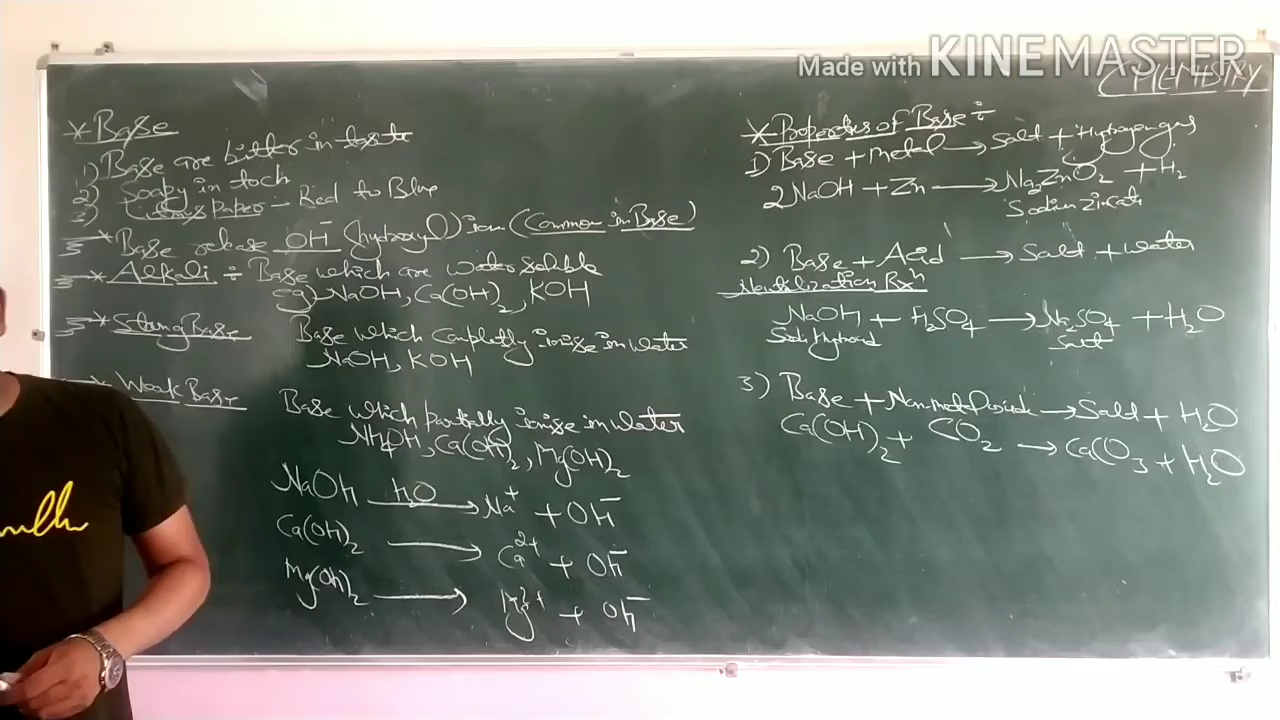 Made with KINEMASTER
CHEMISTRY
* Base
1) Base are bitter in taste
2) Soapy in toch
3) Litmus Paper - Red to Blue
* Base release OH⁻ (hydroxyl) ion (Common in Base)
* Alkali ÷ Base which are water soluble
eg) NaOH, Ca(OH)₂, KOH
* Strong Base Base which completly ionise in water
NaOH, KOH
* Weak Base Base which partially ionise in water
NH₄OH, Ca(OH)₂, Mg(OH)₂
NaOH H₂O → Na⁺ + OH⁻
Ca(OH)₂ → Ca²⁺ + OH⁻
Mg(OH)₂ → Mg²⁺ + OH⁻
* Properties of Base ÷
1) Base + Metal → Salt + Hydrogen gas
2NaOH + Zn → Na₂ZnO₂ + H₂
Sodium zincate
2) Base + Acid → Salt + water
Neutralization Rxⁿ
NaOH + H₂SO₄ → Na₂SO₄ + H₂O
Salt
3) Base + Non-metal oxide → Salt + H₂O
Ca(OH)₂ + CO₂ → CaCO₃ + H₂O